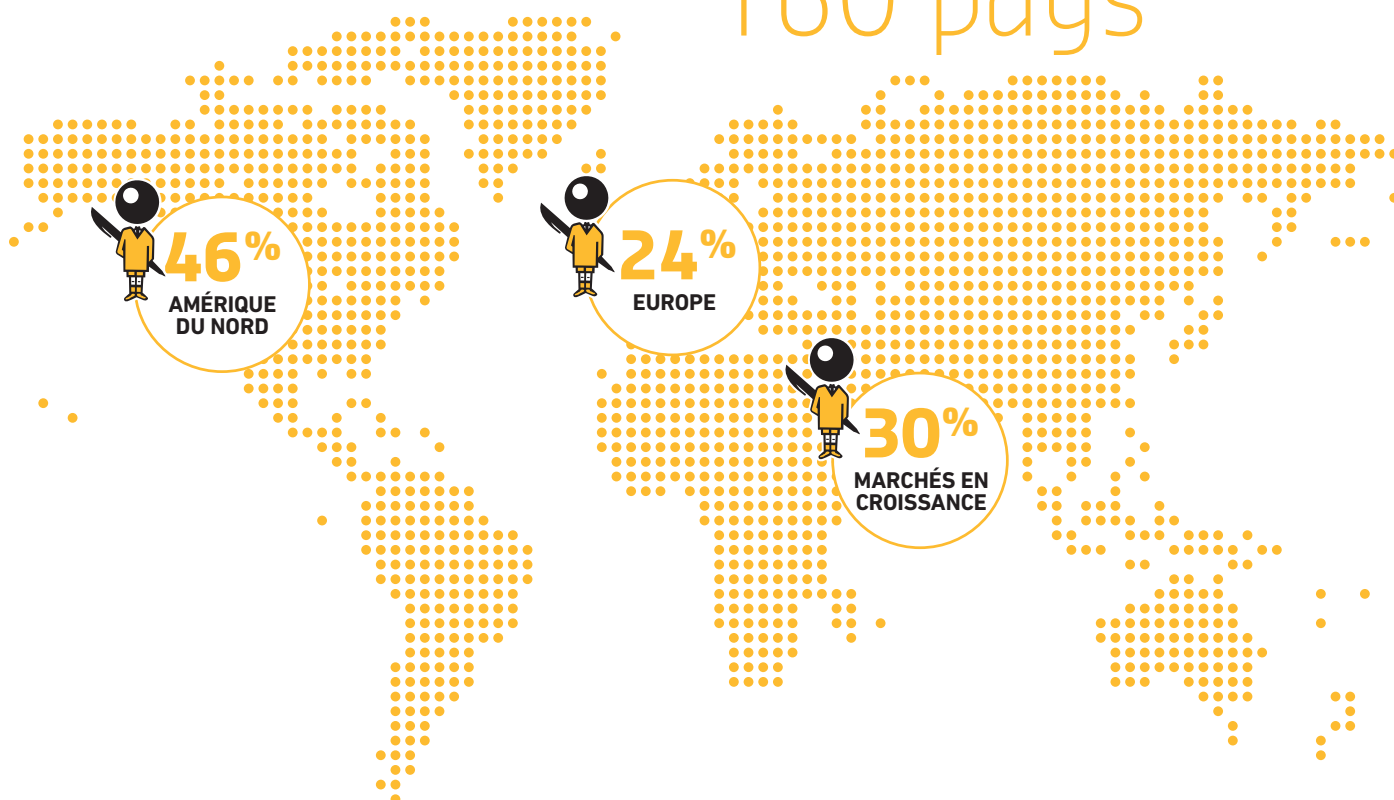 160 pays
46%
AMÉRIQUE
DU NORD
24%
EUROPE
30%
MARCHÉS EN
CROISSANCE